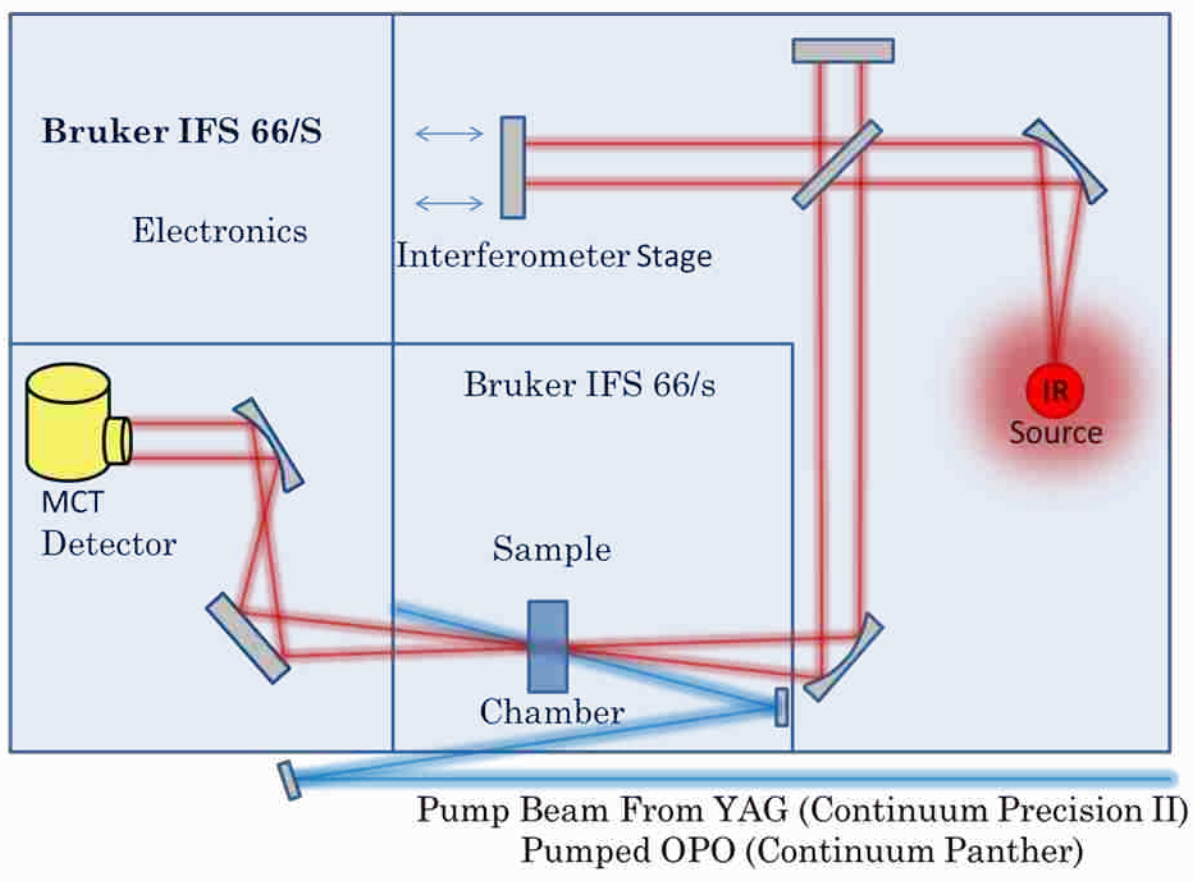 Bruker IFS 66/S
Electronics
Interferometer Stage
IR
Source
Bruker IFS 66/s
MCT
Detector
Sample
Chamber
Pump Beam From YAG (Continuum Precision II)
Pumped OPO (Continuum Panther)